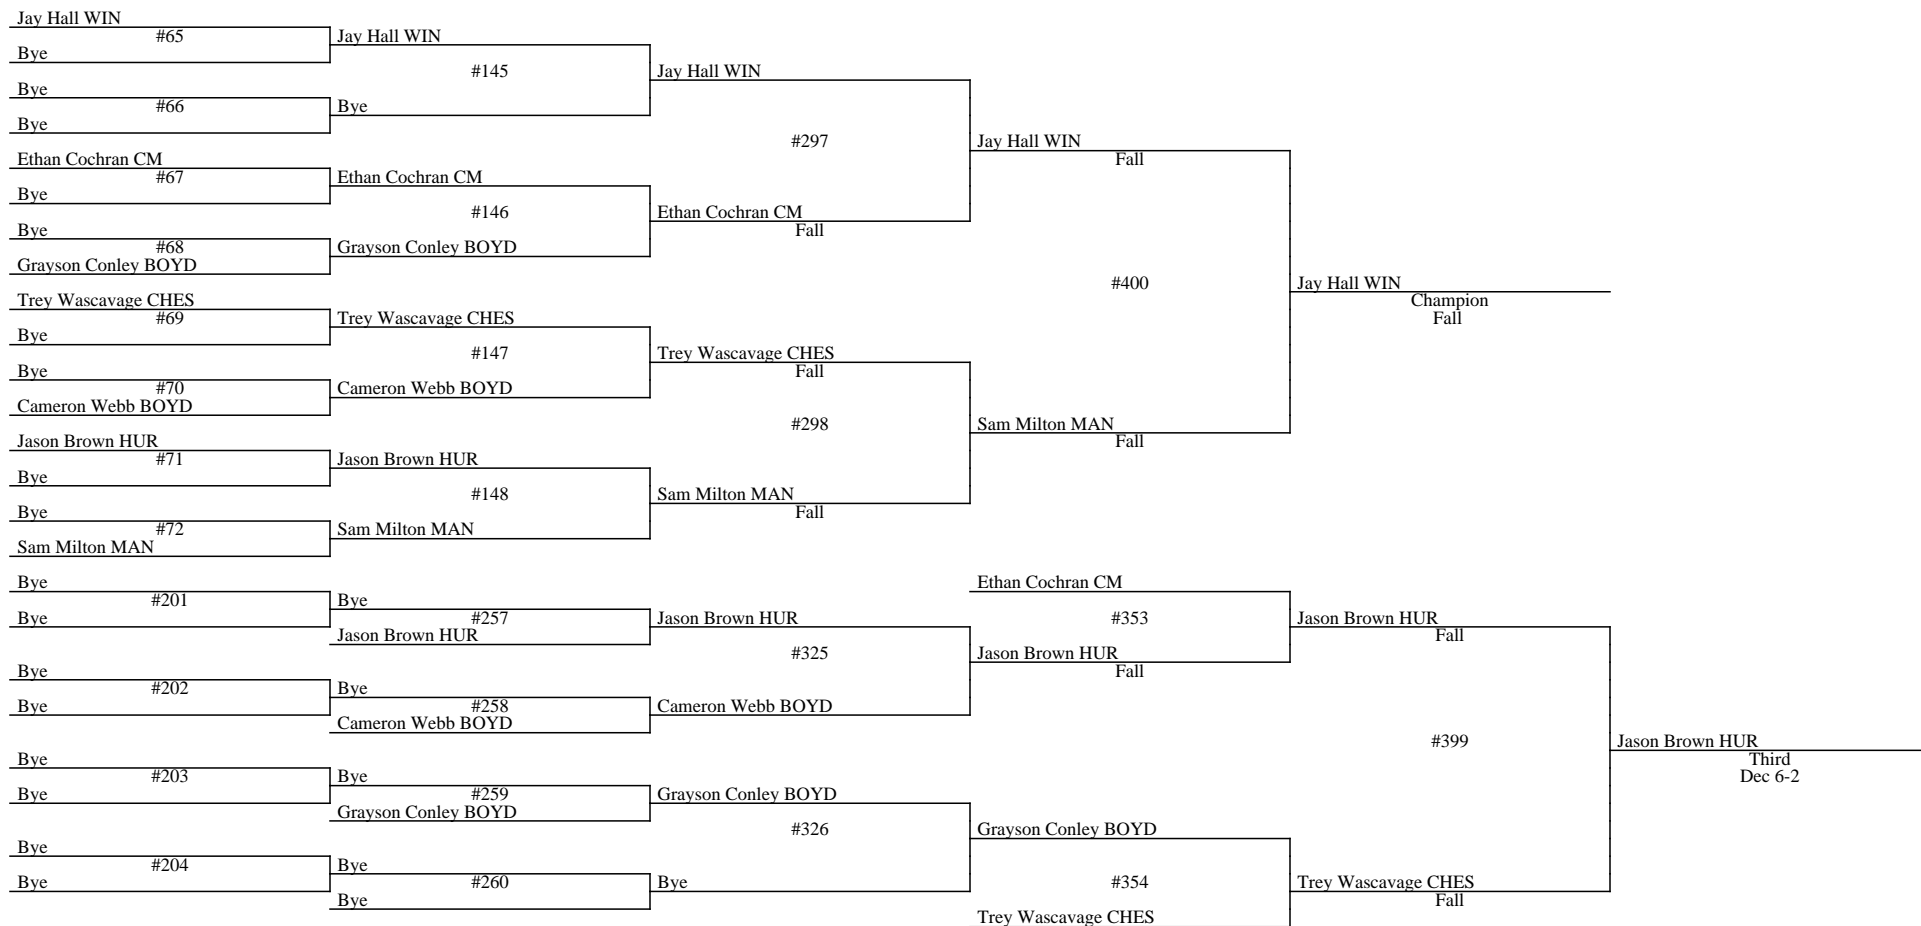 Jay Hall WIN
#65
Bye
Jay Hall WIN
#145
Bye
#66
Bye
Bye
Jay Hall WIN
#297
Ethan Cochran CM
#67
Bye
Ethan Cochran CM
#146
Bye
#68
Grayson Conley BOYD
Grayson Conley BOYD
Ethan Cochran CM
Fall
Jay Hall WIN
Fall
#400
Trey Wascavage CHES
#69
Bye
Trey Wascavage CHES
#147
Bye
#70
Cameron Webb BOYD
Cameron Webb BOYD
Trey Wascavage CHES
Fall
#298
Jason Brown HUR
#71
Bye
Jason Brown HUR
#148
Bye
#72
Sam Milton MAN
Sam Milton MAN
Sam Milton MAN
Fall
Sam Milton MAN
Fall
Jay Hall WIN
Champion
Fall
Bye
#201
Bye
Bye
#257
Jason Brown HUR
Jason Brown HUR
#325
Bye
#202
Bye
Bye
#258
Cameron Webb BOYD
Cameron Webb BOYD
Ethan Cochran CM
#353
Jason Brown HUR
Fall
Jason Brown HUR
Fall
#399
Bye
#203
Bye
Bye
#259
Grayson Conley BOYD
Grayson Conley BOYD
#326
Bye
#204
Bye
Bye
#260
Bye
Bye
Grayson Conley BOYD
#354
Trey Wascavage CHES
Trey Wascavage CHES
Fall
Jason Brown HUR
Third
Dec 6-2